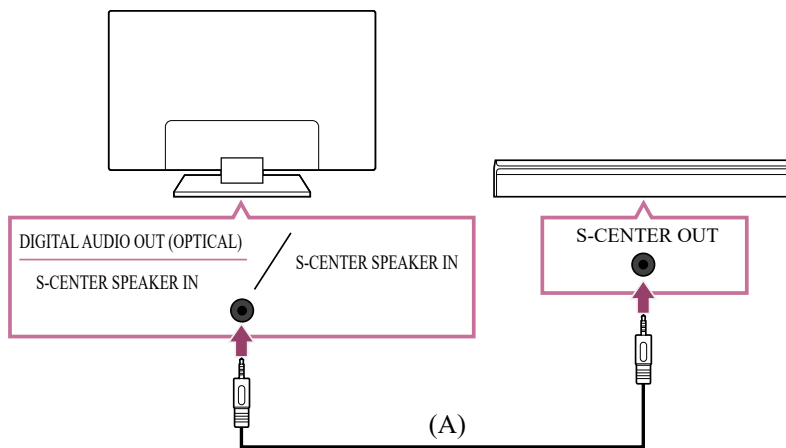 DIGITAL AUDIO OUT (OPTICAL)
S-CENTER SPEAKER IN
S-CENTER SPEAKER IN
S-CENTER OUT
(A)